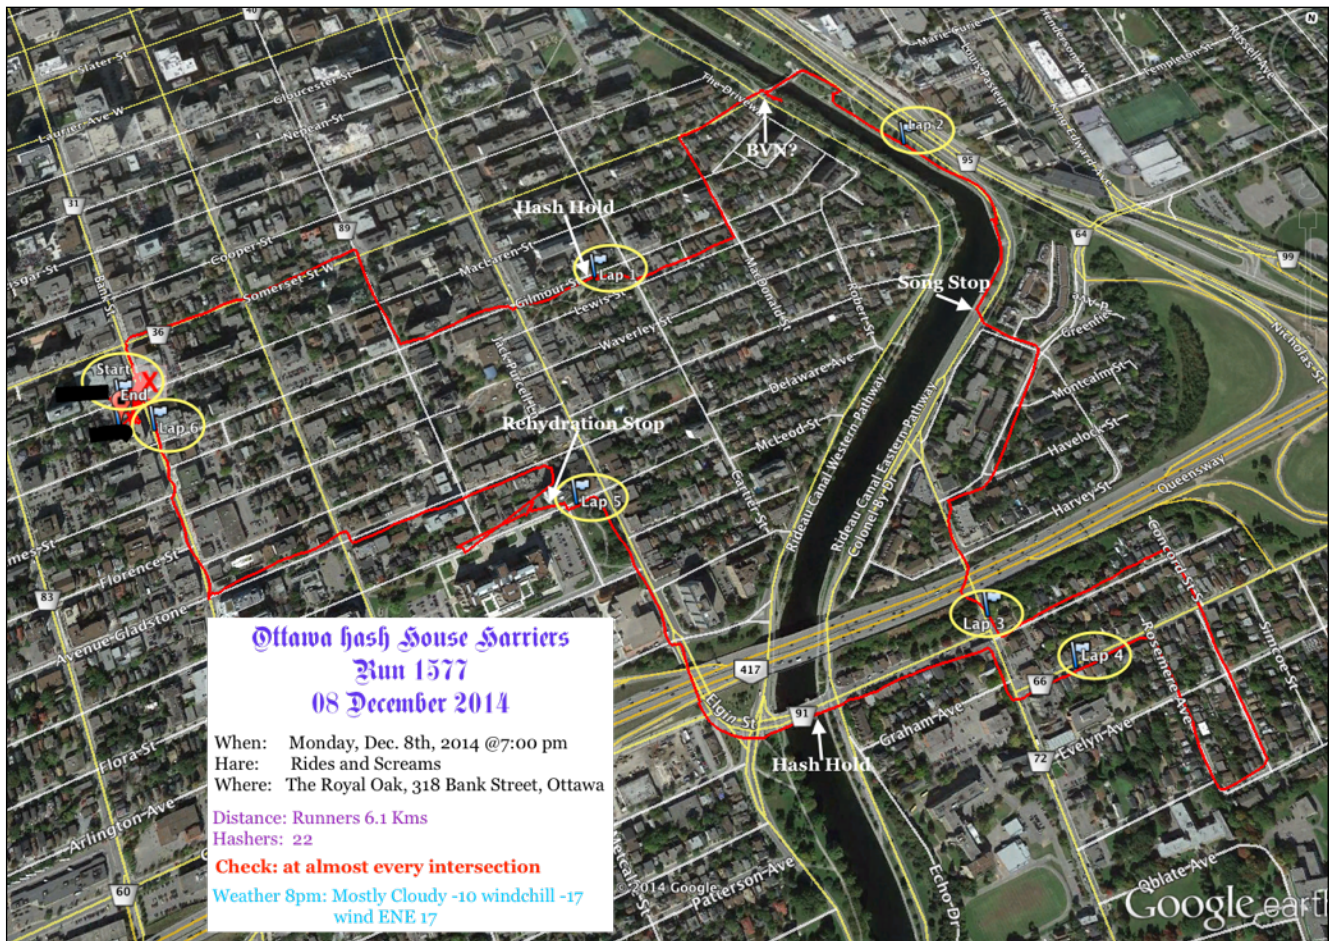 40
Slater St
Gloucester St
Laurier Ave W
Nepean St
The Drivew
Marie Curie
Louis Pasteur
Henderson Ave
King Edward Ave
Templeton St
Russell Ave
N
BVN?
Lap 2
95
31
89
64
99
Hash Hold
Cooper St
sgar St
MacLaren St
Somerset St W
Bank St
Lap 1
Gilmour S
Lewis St
Waverley St
MacDonald St
Robert St
Song Stop
Greenfie
Nicholas St
36
Start
X
End
Lap 6
Jack Purcell Ln
Delaware Ave
Montcalm St
McLeod St
Havelock St
Rehydration Stop
Lap 5
Cartier St
Rideau Canal Western Pathway
Rideau Canal Eastern Pathway
Colonel By Dr
Harvey St
Queensway
mes St
Florence St
83
Avenue Gladstone
Concord St S
Simcoe St
Rosemere Ave
Lap 3
Lap 4
417
66
91
Elgin St
Graham Ave
Evelyn Ave
72
Hash Hold
Flora St
Arlington Ave
60
Ottawa hash House Harriers
Run 1577
08 December 2014
When: Monday, Dec. 8th, 2014 @7:00 pm
Hare: Rides and Screams
Where: The Royal Oak, 318 Bank Street, Ottawa
Distance: Runners 6.1 Kms
Hashers: 22
Check: at almost every intersection
Weather 8pm: Mostly Cloudy -10 windchill -17
wind ENE 17
Metcalfe St
© 2014 Google
Patterson Ave
Echo Dr
Oblate Ave
Google earth